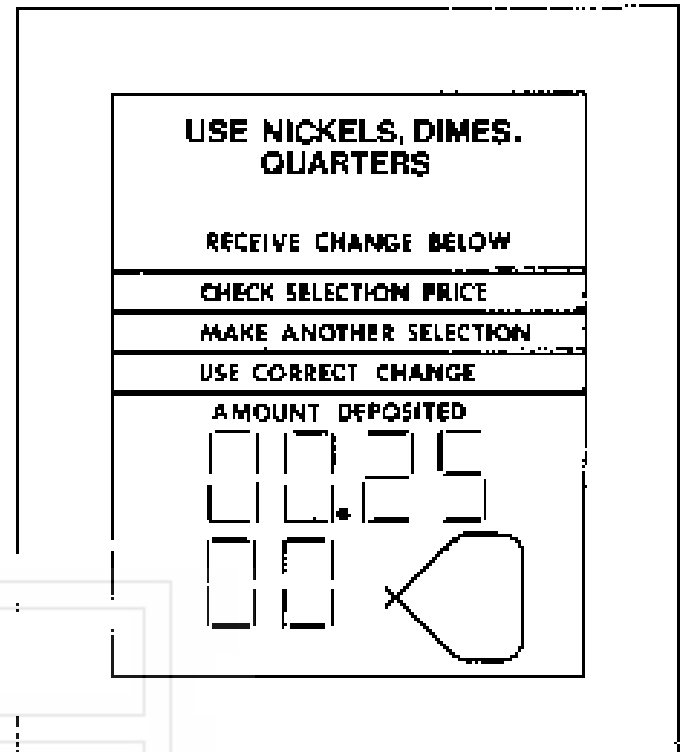 USE NICKELS, DIMES.
QUARTERS
RECEIVE CHANGE BELOW
CHECK SELECTION PRICE
MAKE ANOTHER SELECTION
USE CORRECT CHANGE
AMOUNT DEPOSITED
00.25
00